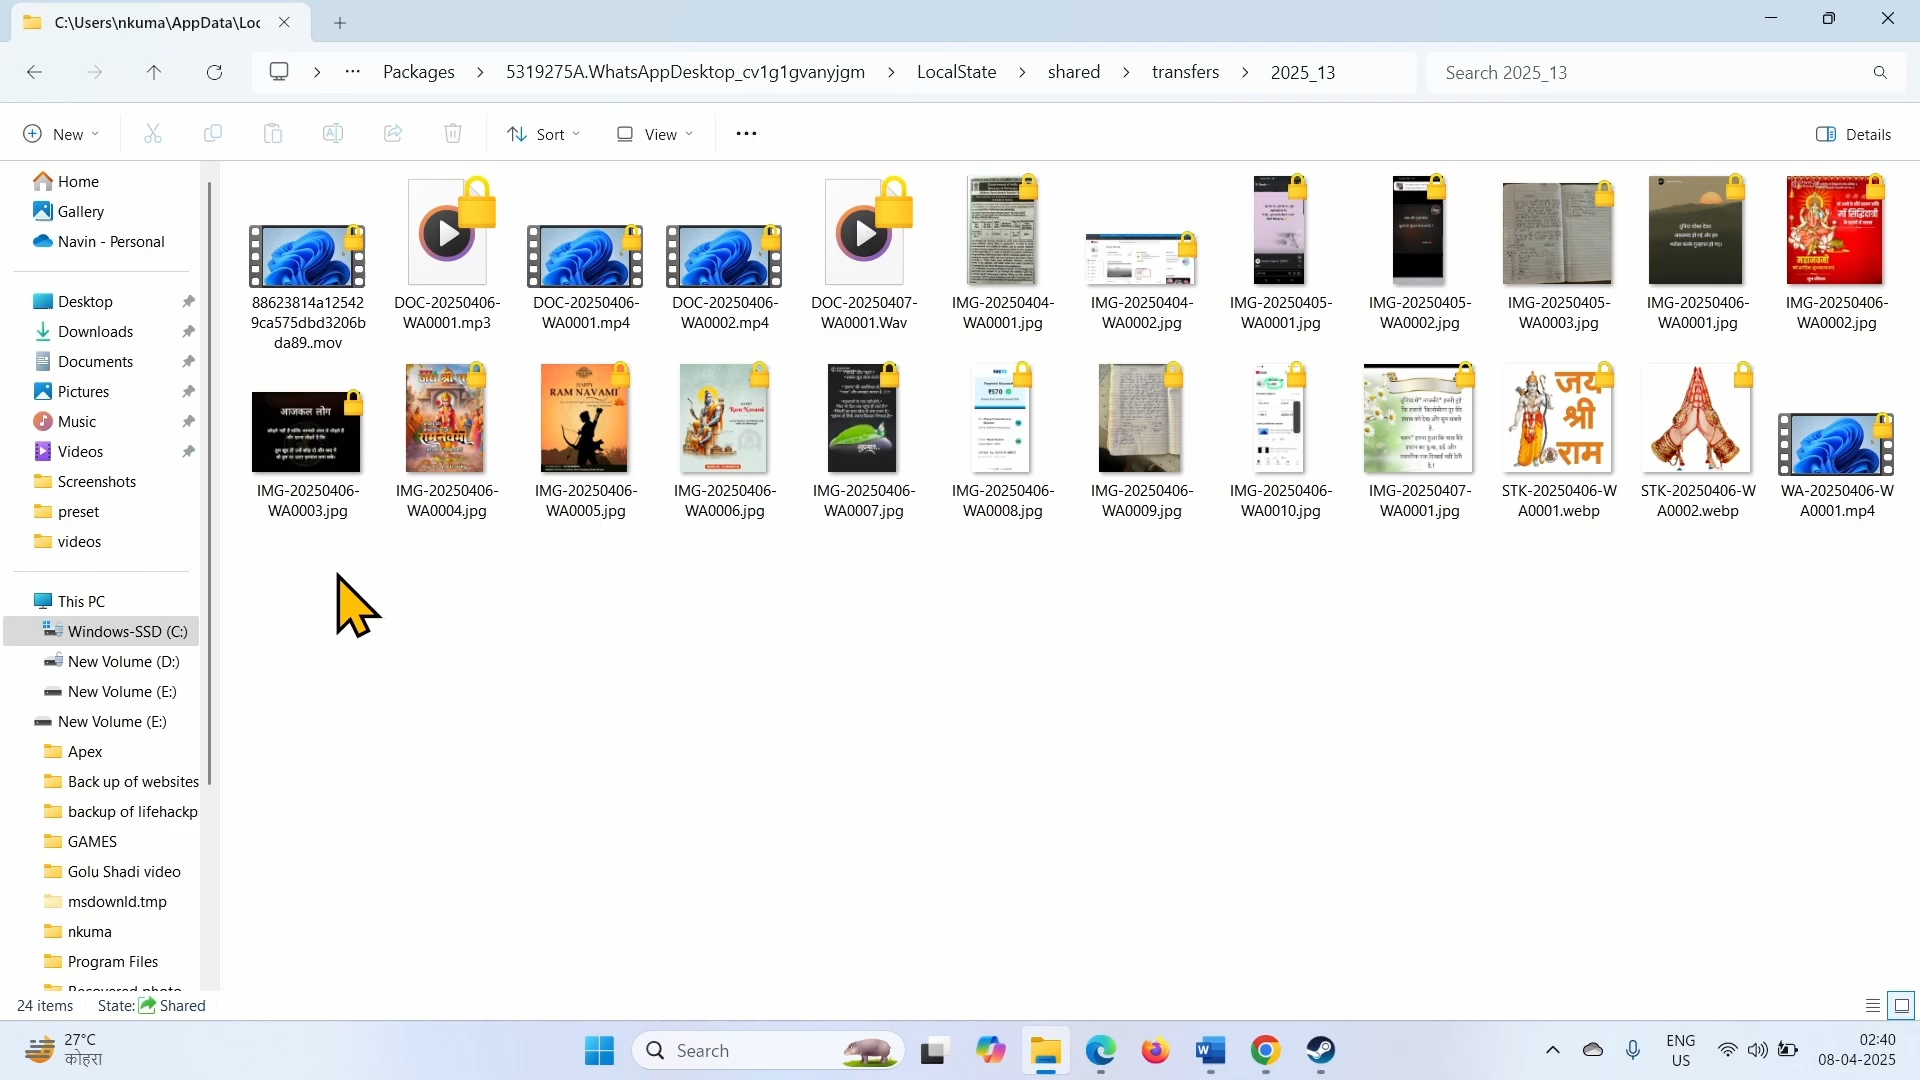 C:\Users\nkuma\AppData\Loc
Packages > 5319275A.WhatsAppDesktop_cv1g1gvanyjgm > LocalState > shared > transfers > 2025_13
Search 2025_13
New
Sort
View
Details
Home
Gallery
Navin - Personal
Desktop
Downloads
Documents
Pictures
Music
Videos
Screenshots
preset
videos
This PC
Windows-SSD (C:)
New Volume (D:)
New Volume (E:)
New Volume (E:)
Apex
Back up of websites
backup of lifehackp
GAMES
Golu Shadi video
msdownld.tmp
nkuma
Program Files
88623814a12542
9ca575dbd3206b
da89..mov
DOC-20250406-
WA0001.mp3
DOC-20250406-
WA0001.mp4
DOC-20250406-
WA0002.mp4
DOC-20250407-
WA0001.Wav
IMG-20250404-
WA0001.jpg
IMG-20250404-
WA0002.jpg
IMG-20250405-
WA0001.jpg
IMG-20250405-
WA0002.jpg
IMG-20250405-
WA0003.jpg
IMG-20250406-
WA0001.jpg
महानवमी
IMG-20250406-
WA0002.jpg
आजकल लोग
IMG-20250406-
WA0003.jpg
IMG-20250406-
WA0004.jpg
HAPPY
RAM NAVAMI
IMG-20250406-
WA0005.jpg
Ram Navami
IMG-20250406-
WA0006.jpg
IMG-20250406-
WA0007.jpg
₹570
IMG-20250406-
WA0008.jpg
IMG-20250406-
WA0009.jpg
IMG-20250406-
WA0010.jpg
IMG-20250407-
WA0001.jpg
जय
श्री
राम
STK-20250406-W
A0001.webp
STK-20250406-W
A0002.webp
WA-20250406-W
A0001.mp4
24 items State: Shared
27°C
कोहरा
Search
ENG
US
02:40
08-04-2025